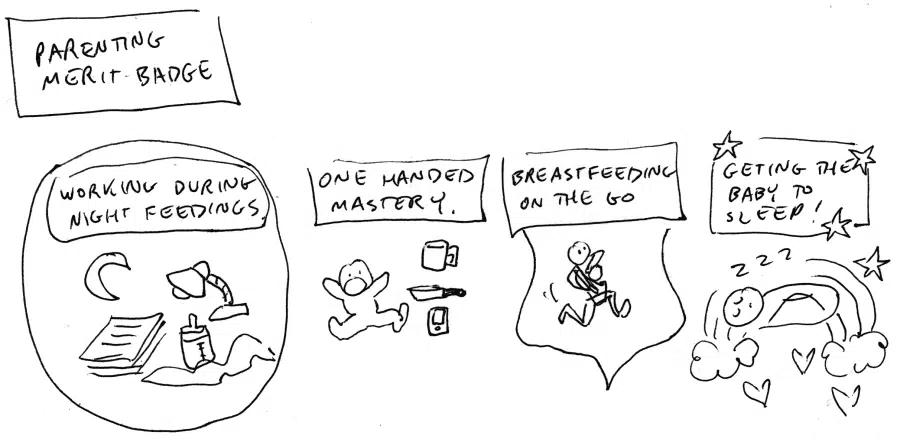 PARENTING
MERIT BADGE
WORKING DURING
NIGHT FEEDINGS.
ONE HANDED
MASTERY.
BREASTFEEDING
ON THE GO
GETING THE
BABY TO
SLEEP!
Z Z Z